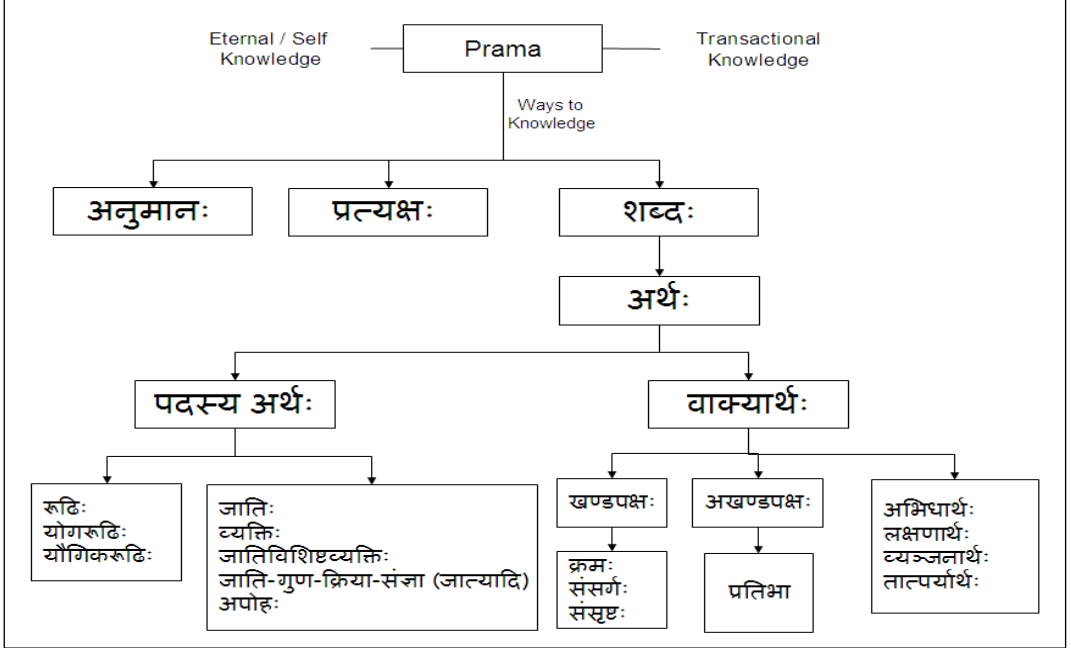 Eternal / Self
Knowledge
Prama
Transactional
Knowledge
Ways to
Knowledge
अनुमानः
प्रत्यक्षः
शब्दः
अर्थः
पदस्य अर्थः
वाक्यार्थः
रूढिः
योगरूढिः
यौगिकरूढिः
जातिः
व्यक्तिः
जातिविशिष्टव्यक्तिः
जाति-गुण-क्रिया-संज्ञा (जात्यादि)
अपोहः
खण्डपक्षः
अखण्डपक्षः
अभिधार्थः
लक्षणार्थः
व्यञ्जनार्थः
तात्पर्यार्थः
क्रमः
संसर्गः
संसृष्टः
प्रतिभा